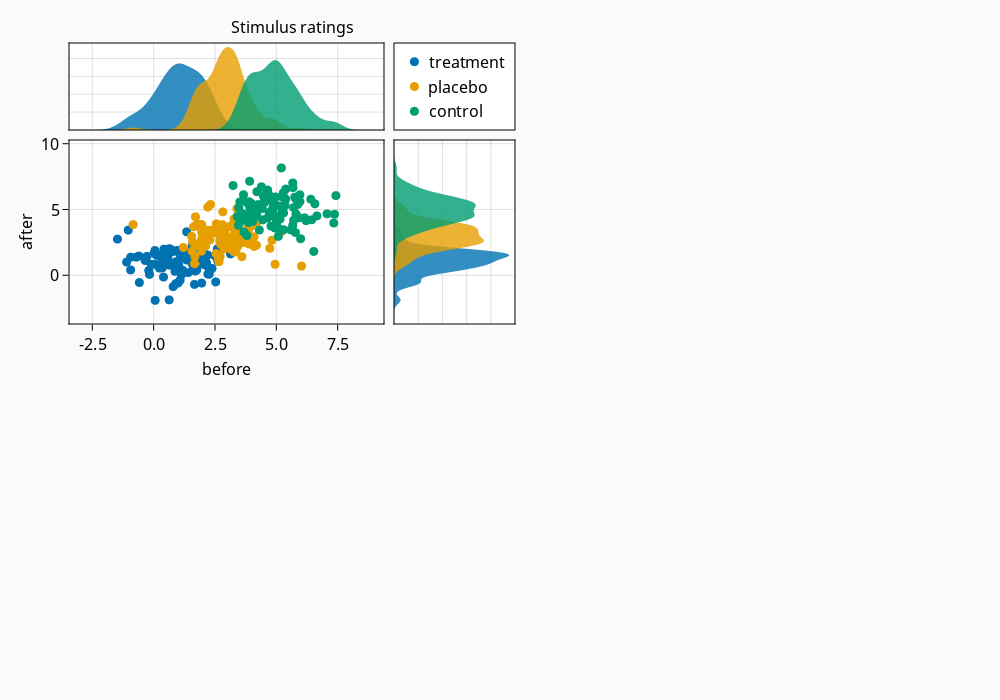 Stimulus ratings
treatment
placebo
control
10
5
0
after
-2.5 0.0 2.5 5.0 7.5
before